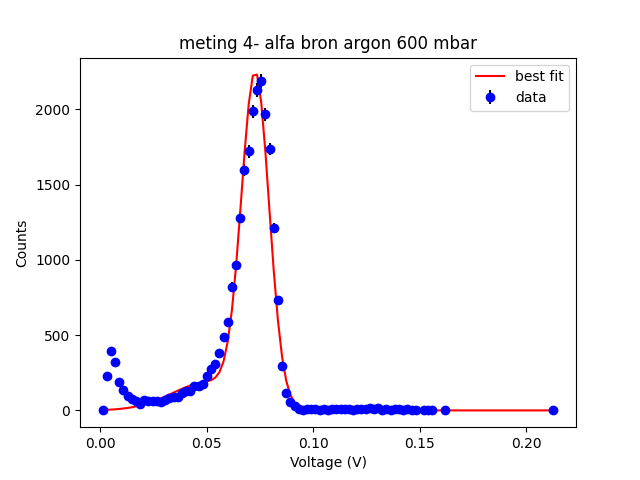 meting 4- alfa bron argon 600 mbar
best fit
data
Counts
2000
1500
1000
500
0
0.00 0.05 0.10 0.15 0.20
Voltage (V)